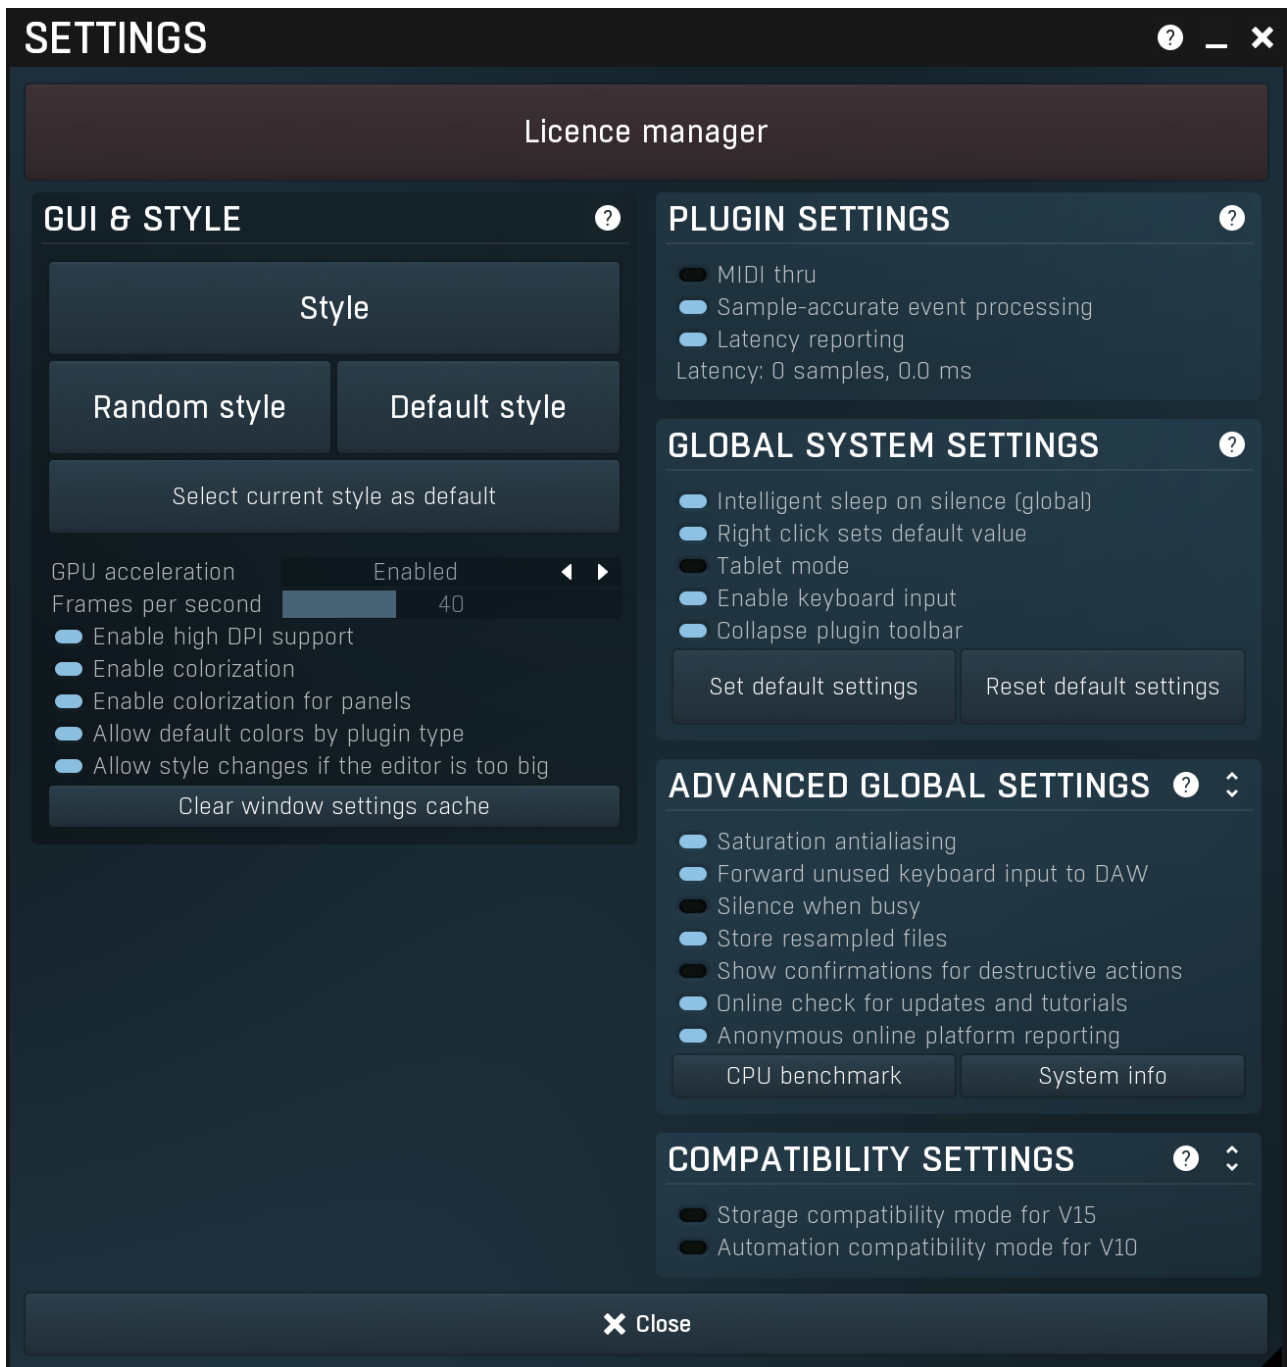 SETTINGS
Licence manager
GUI & STYLE
Style
Random style
Default style
Select current style as default
GPU acceleration Enabled
Frames per second 40
Enable high DPI support
Enable colorization
Enable colorization for panels
Allow default colors by plugin type
Allow style changes if the editor is too big
Clear window settings cache
PLUGIN SETTINGS
MIDI thru
Sample-accurate event processing
Latency reporting
Latency: 0 samples, 0.0 ms
GLOBAL SYSTEM SETTINGS
Intelligent sleep on silence (global)
Right click sets default value
Tablet mode
Enable keyboard input
Collapse plugin toolbar
Set default settings
Reset default settings
ADVANCED GLOBAL SETTINGS
Saturation antialiasing
Forward unused keyboard input to DAW
Silence when busy
Store resampled files
Show confirmations for destructive actions
Online check for updates and tutorials
Anonymous online platform reporting
CPU benchmark
System info
COMPATIBILITY SETTINGS
Storage compatibility mode for V15
Automation compatibility mode for V10
Close